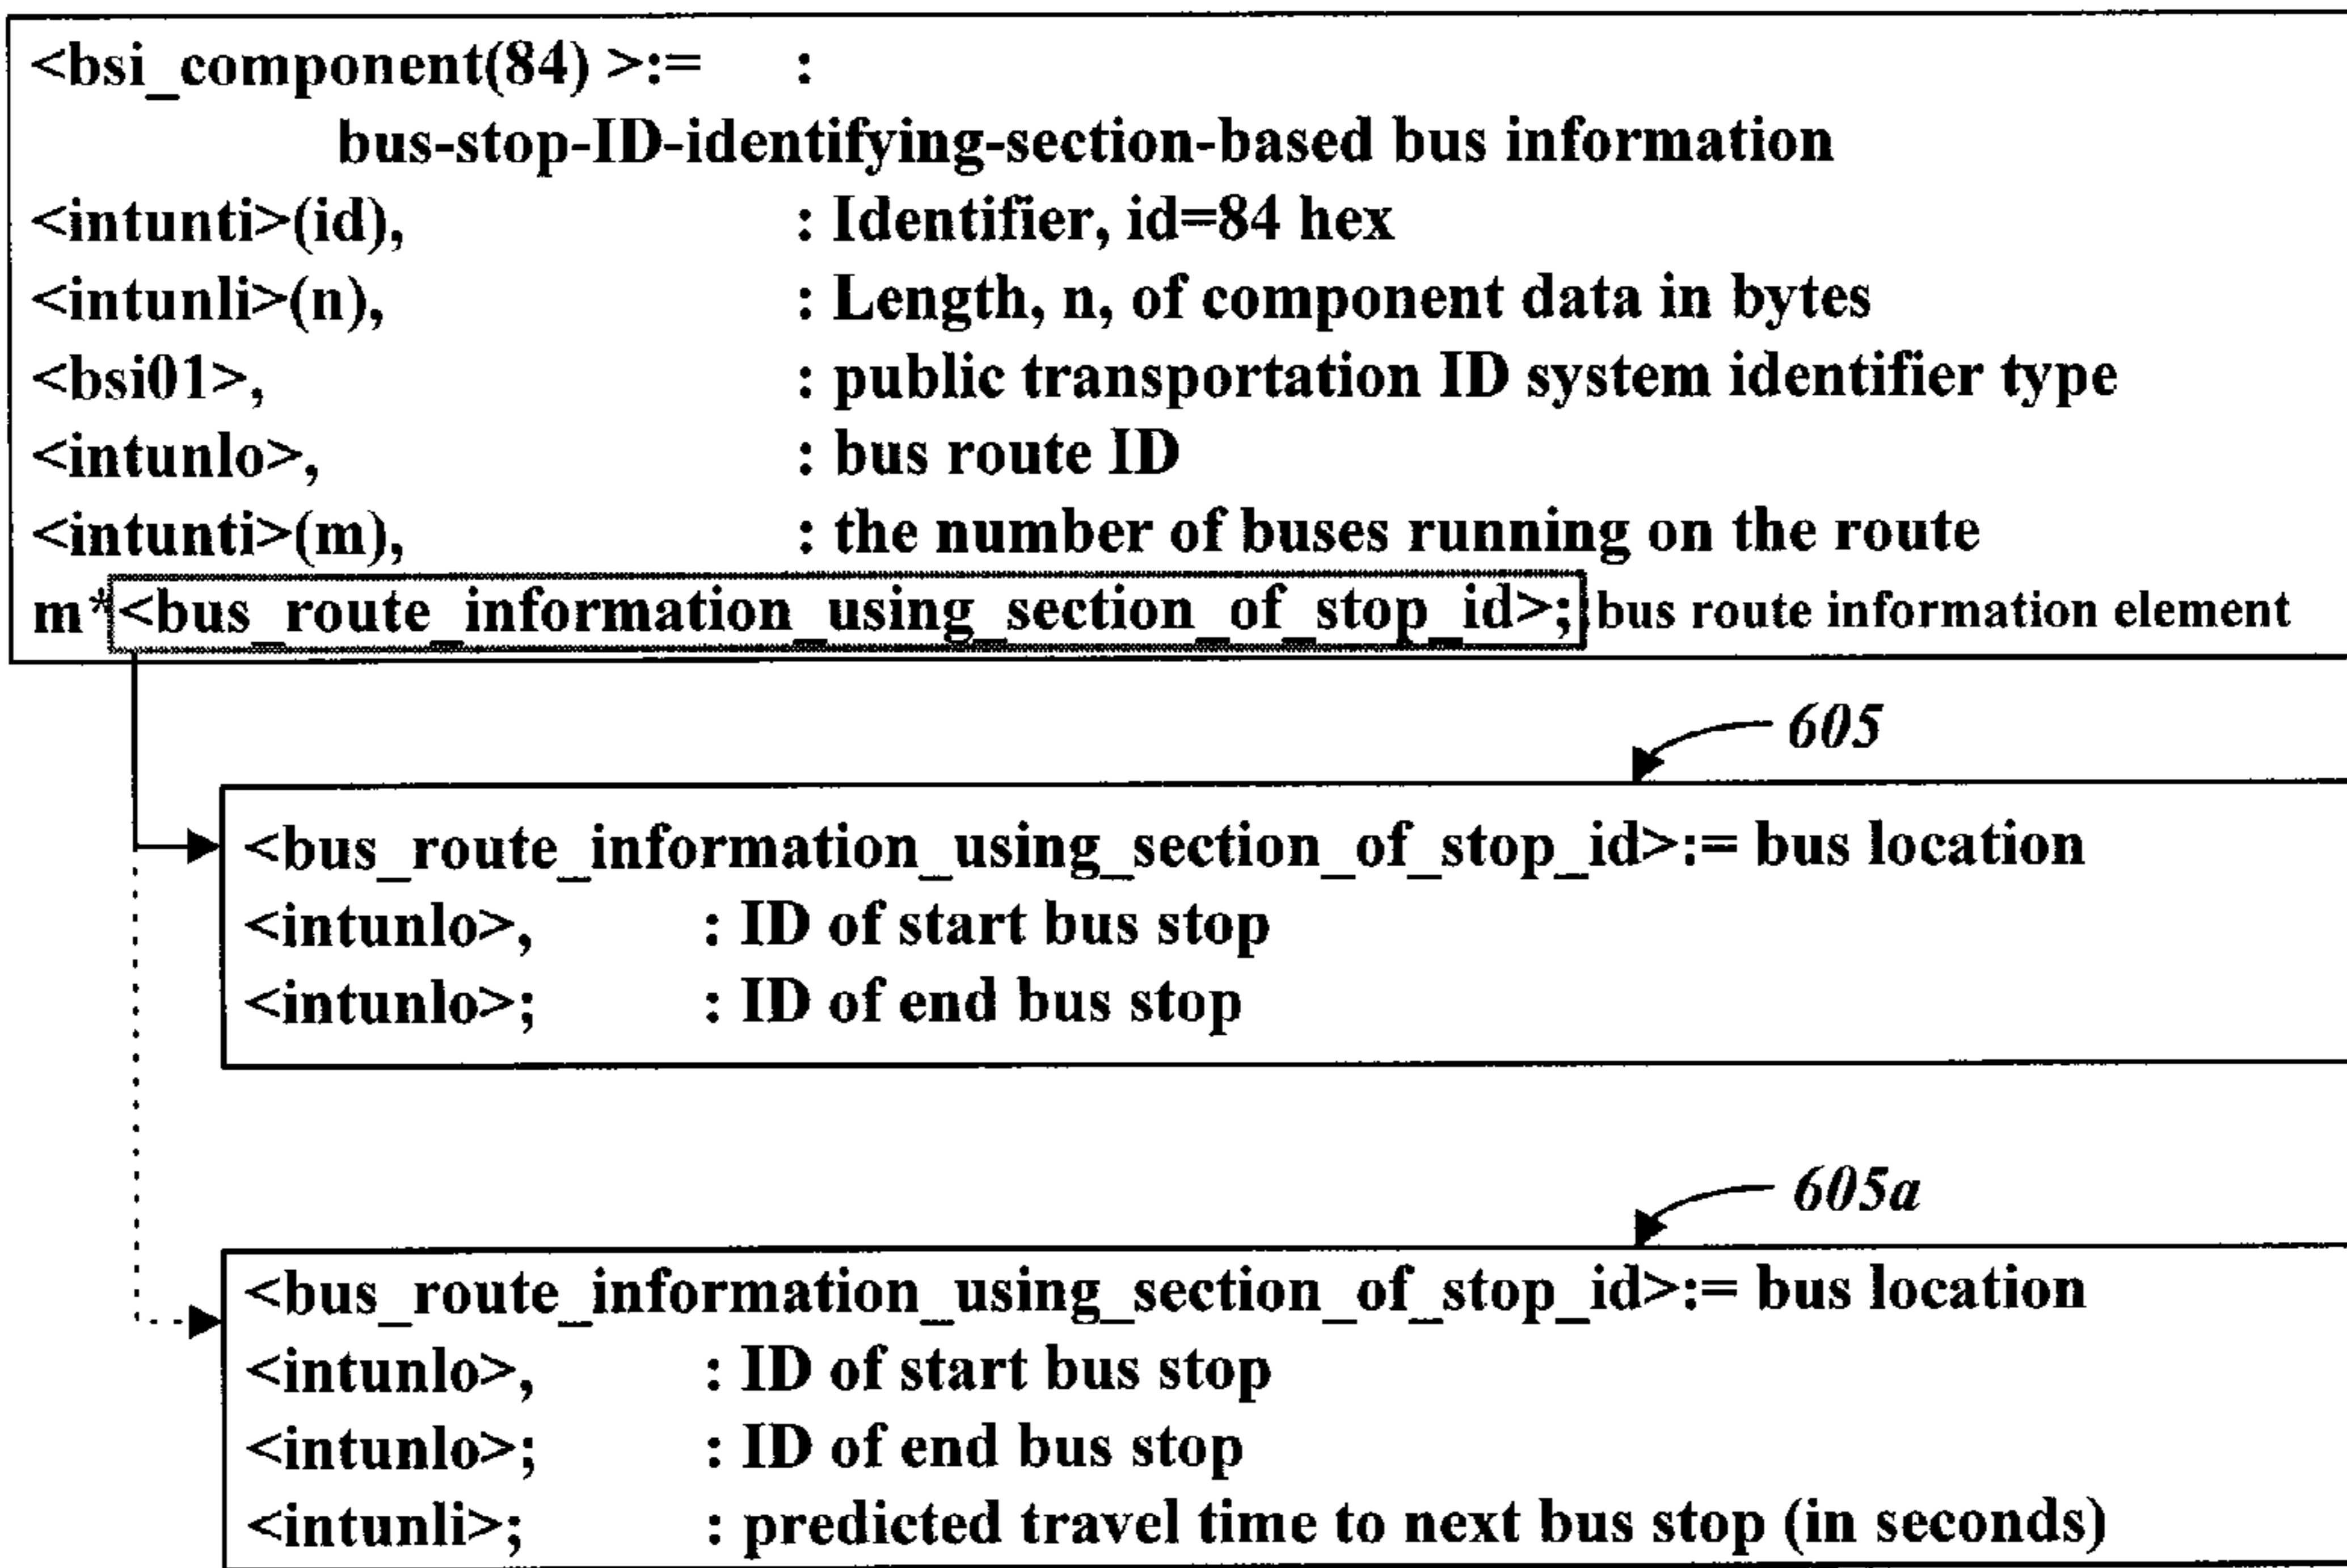 <bsi_component(84) >:= :
bus-stop-ID-identifying-section-based bus information
<intunti>(id), : Identifier, id=84 hex
<intunli>(n), : Length, n, of component data in bytes
<bsi01>, : public transportation ID system identifier type
<intunlo>, : bus route ID
<intunti>(m), : the number of buses running on the route
m*<bus_route_information_using_section_of_stop_id>; bus route information element
605
<bus_route_information_using_section_of_stop_id>:= bus location
<intunlo>, : ID of start bus stop
<intunlo>; : ID of end bus stop
605a
<bus_route_information_using_section_of_stop_id>:= bus location
<intunlo>, : ID of start bus stop
<intunlo>; : ID of end bus stop
<intunli>; : predicted travel time to next bus stop (in seconds)